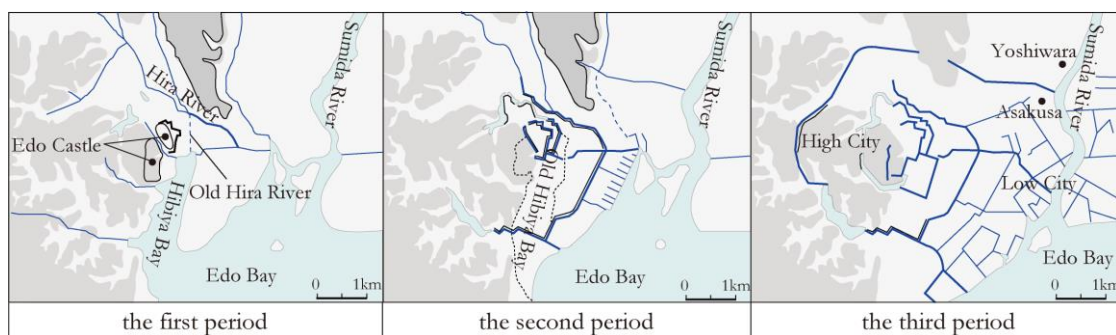 Hira River
Sumida River
Edo Castle
Old Hira River
Hibiya Bay
Edo Bay
0 1km
the first period
Sumida River
Old Hibiya Bay
Edo Bay
0 1km
the second period
Yoshiwara
Sumida River
Asakusa
High City
Low City
Edo Bay
0 1km
the third period